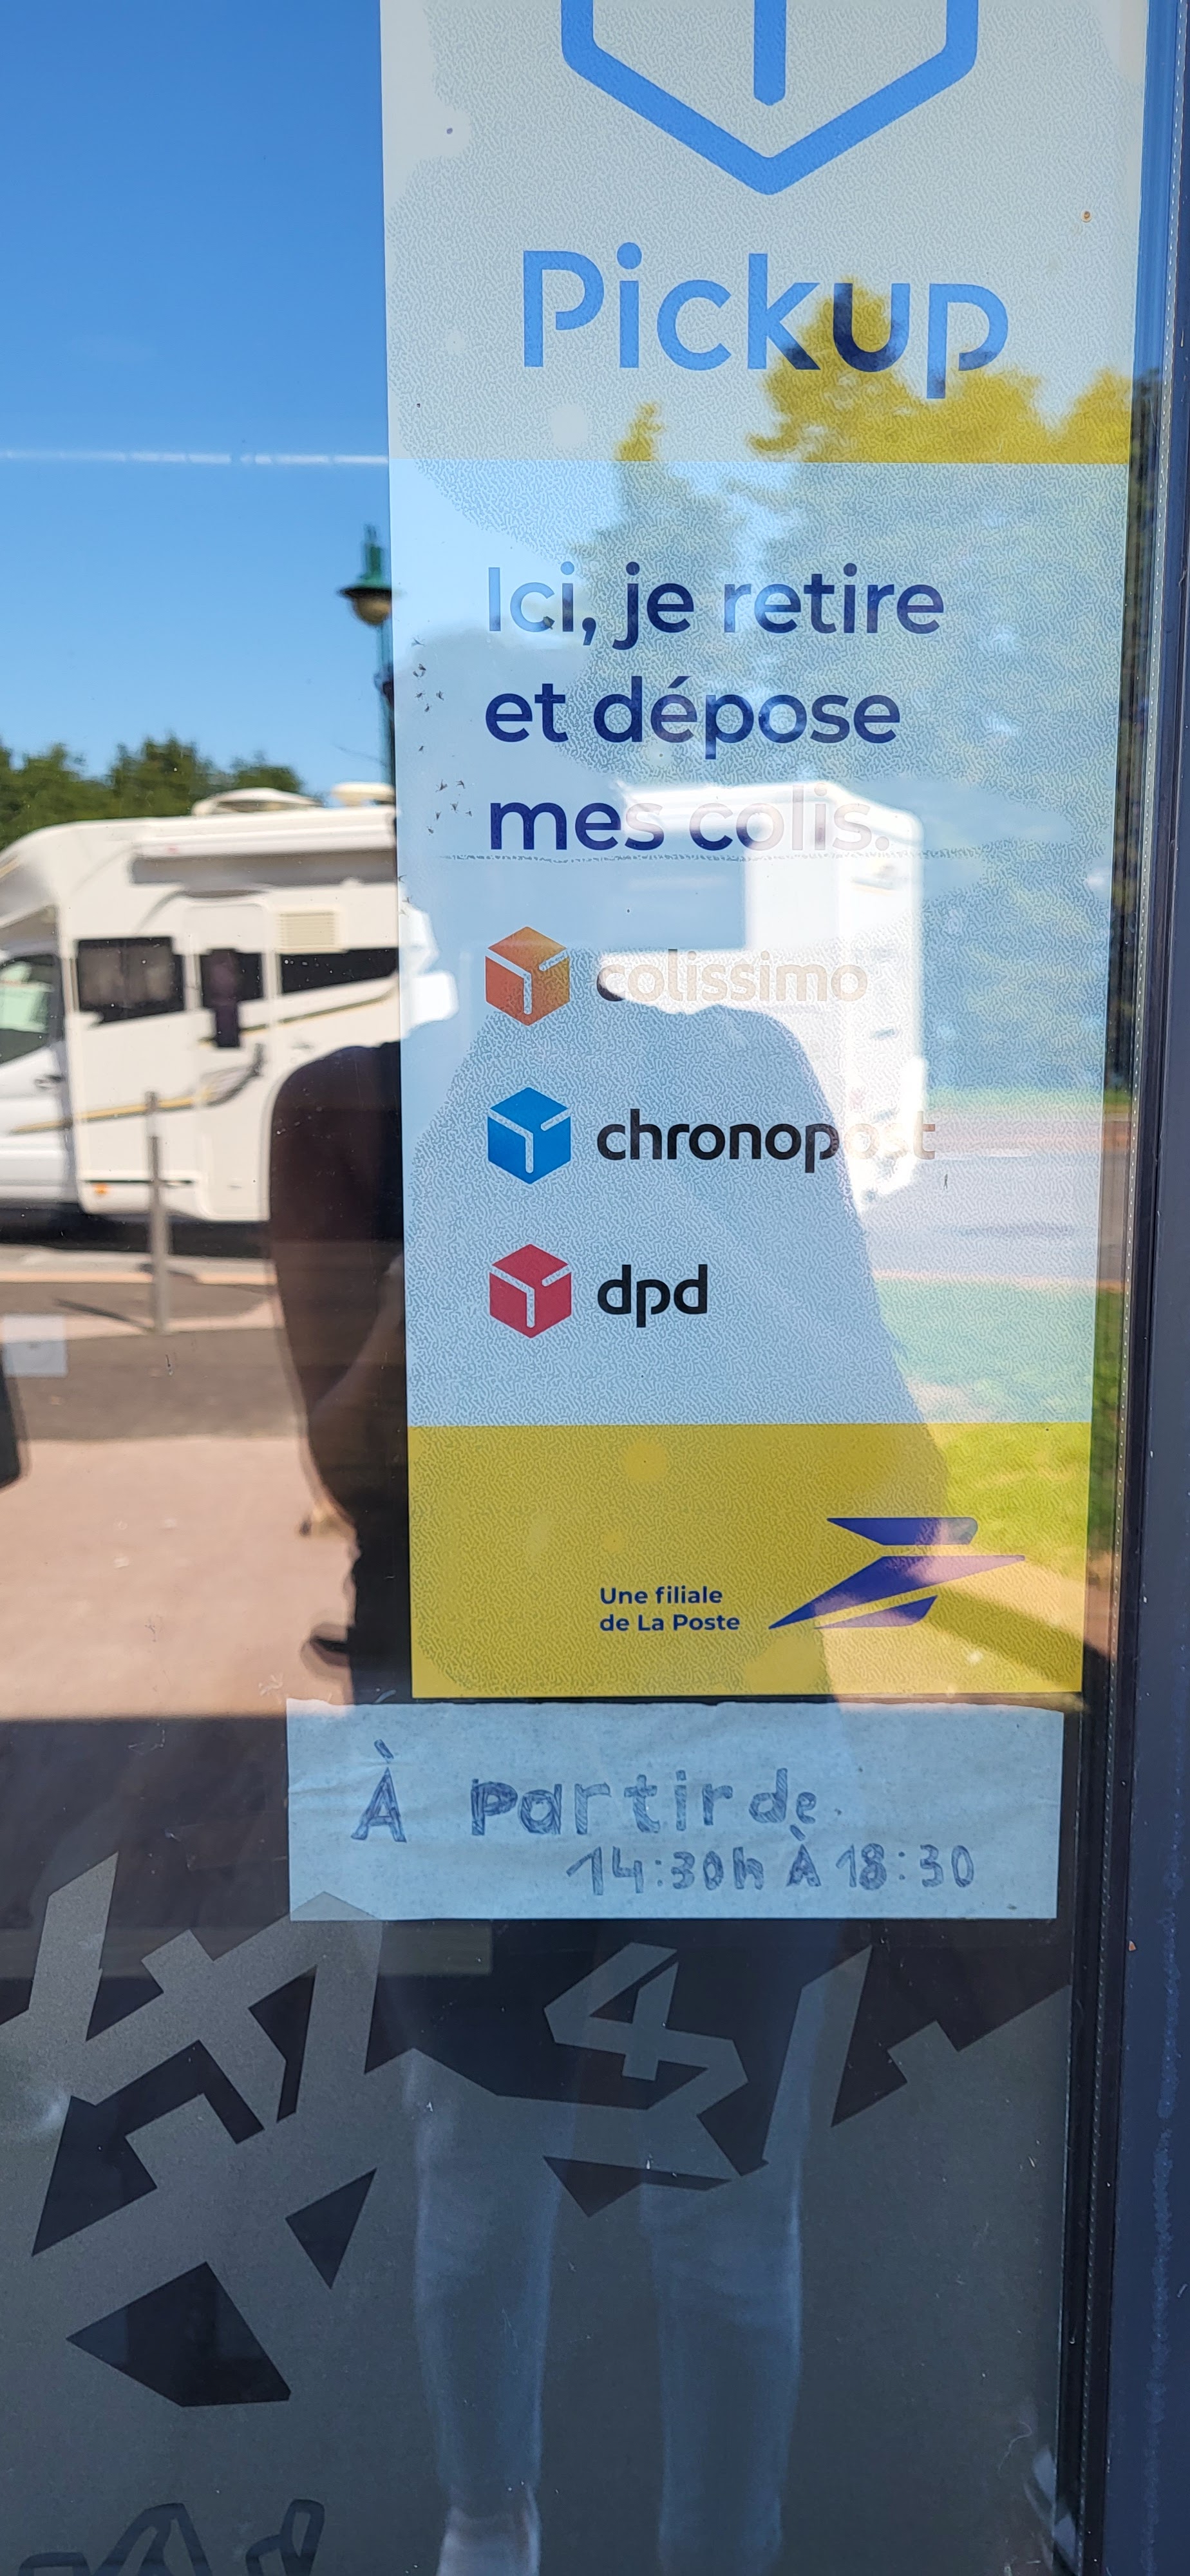 Pickup
Ici, je retire
et dépose
mes colis.
colissimo
chronopost
dpd
Une filiale
de La Poste
À Partir de
14:30h À 18:30